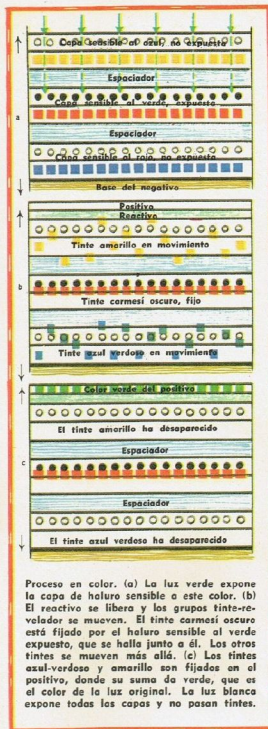 Capa sensible al azul, no expuesta
Espaciador
Capa sensible al verde, expuesta
a
Espaciador
Capa sensible al rojo, no expuesta
Base del negativo
Positivo
Reactivo
Tinte amarillo en movimiento
b
Tinte carmesí oscuro, fijo
Tinte azul verdoso en movimiento
Color verde del positivo
El tinte amarillo ha desaparecido
Espaciador
c
Espaciador
El tinte azul verdoso ha desaparecido
Proceso en color. (a) La luz verde expone
la capa de haluro sensible a este color. (b)
El reactivo se libera y los grupos tinte-re-
velador se mueven. El tinte carmesí oscuro
está fijado por el haluro sensible al verde
expuesto, que se halla junto a él. Los otros
tintes se mueven más allá. (c) Los tintes
azul-verdoso y amarillo son fijados en el
positivo, donde su suma da verde, que es
el color de la luz original. La luz blanca
expone todas las capas y no pasan tintes.